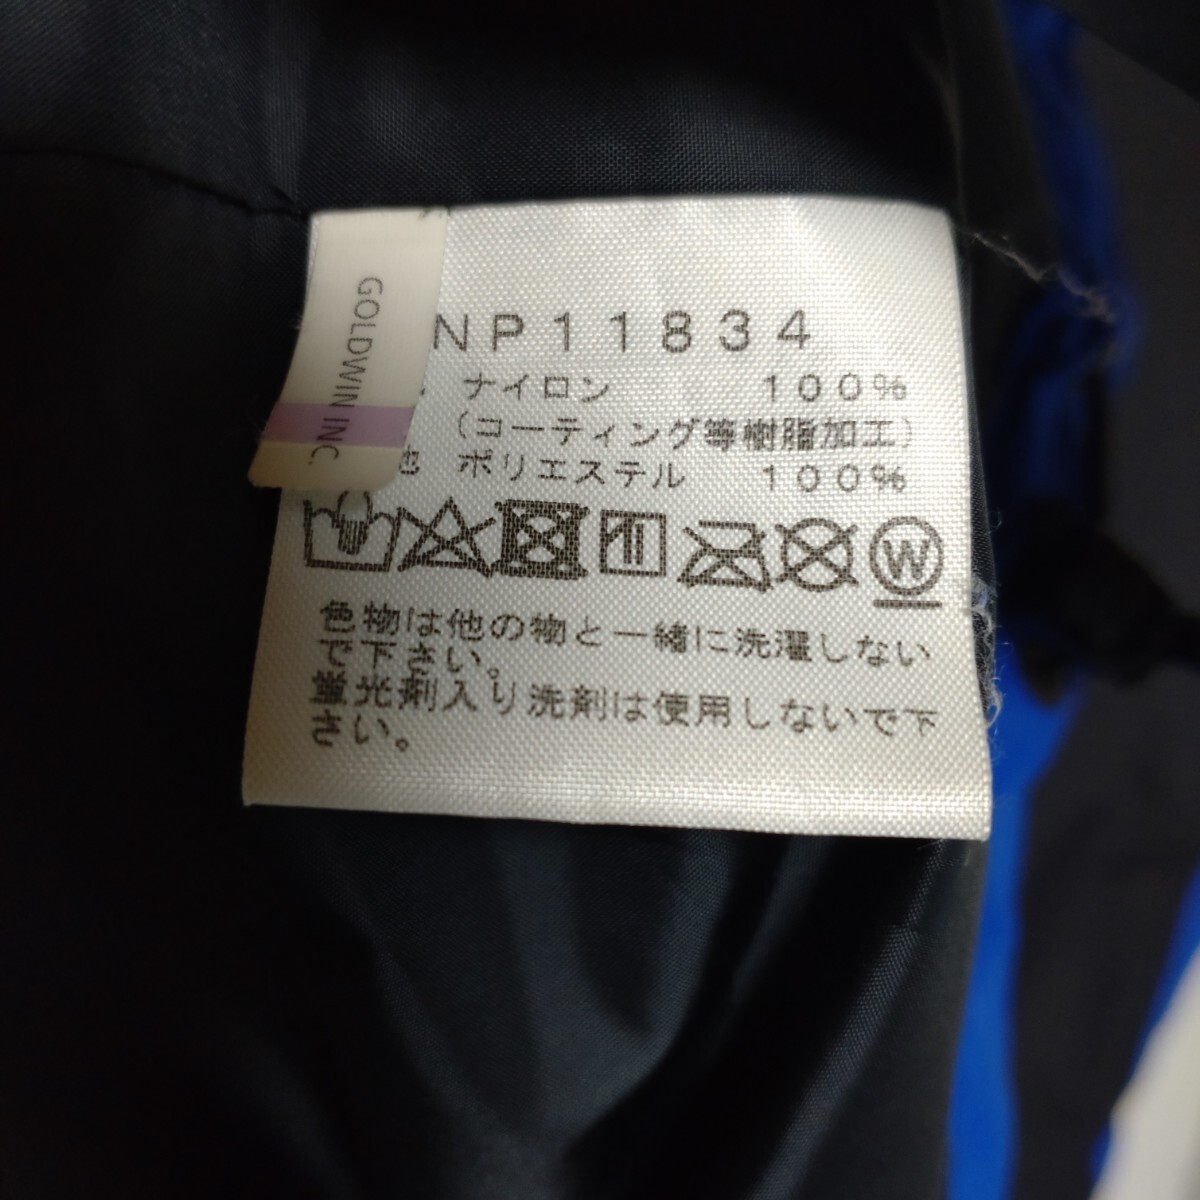 GOLDWIN INC.
NP11834
ナイロン 100%
(コーティング等樹脂加工)
地 ポリエステル 100%
W
色物は他の物と一緒に洗濯しない
で下さい。
蛍光剤入り洗剤は使用しないで下
さい。